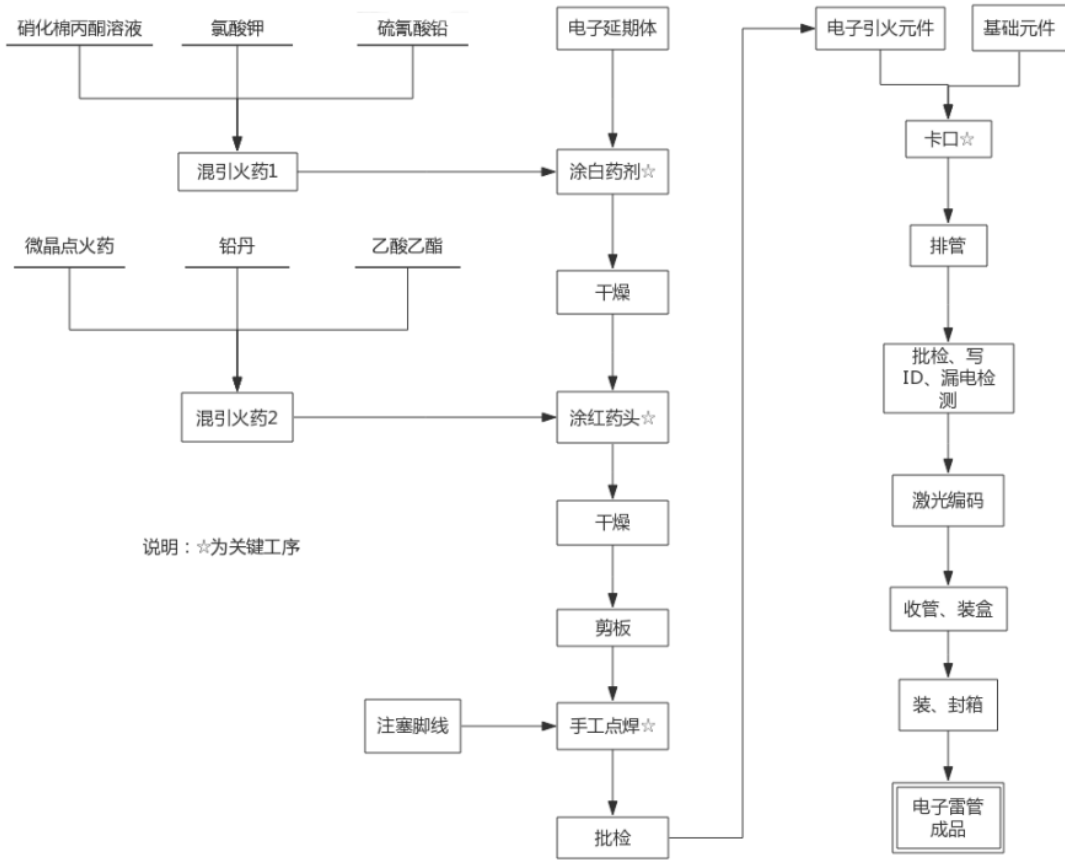 硝化棉丙酮溶液
氯酸钾
硫氰酸铅
电子延期体
电子引火元件
基础元件
混引火药1
涂白药剂☆
卡口☆
微晶点火药
铅丹
乙酸乙酯
干燥
排管
批检、写
ID、漏电检
测
混引火药2
涂红药头☆
激光编码
说明：☆为关键工序
干燥
收管、装盒
剪板
注塞脚线
手工点焊☆
装、封箱
批检
电子雷管
成品